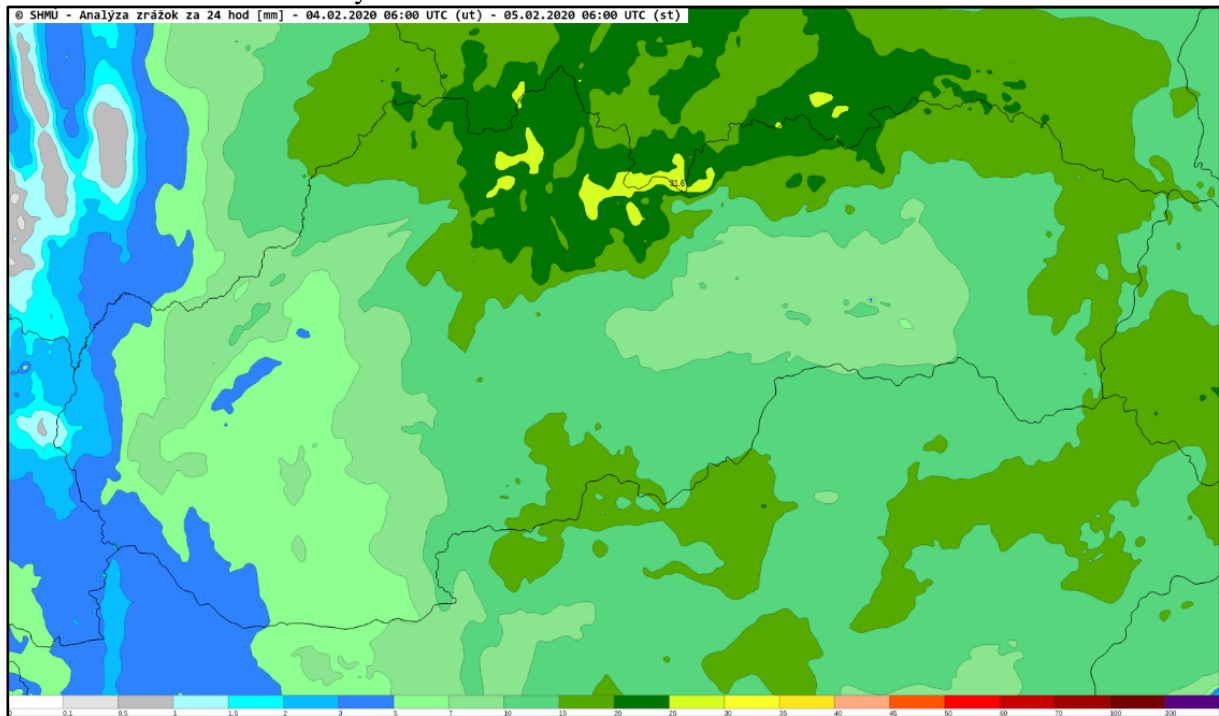 © SHMÚ - Analýza zrážok za 24 hod [mm] - 04.02.2020 06:00 UTC (ut) - 05.02.2020 06:00 UTC (st)
31.6
0 0.1 0.5 1 1.5 2 3 5 7 10 15 20 25 30 35 40 45 50 60 70 100 300